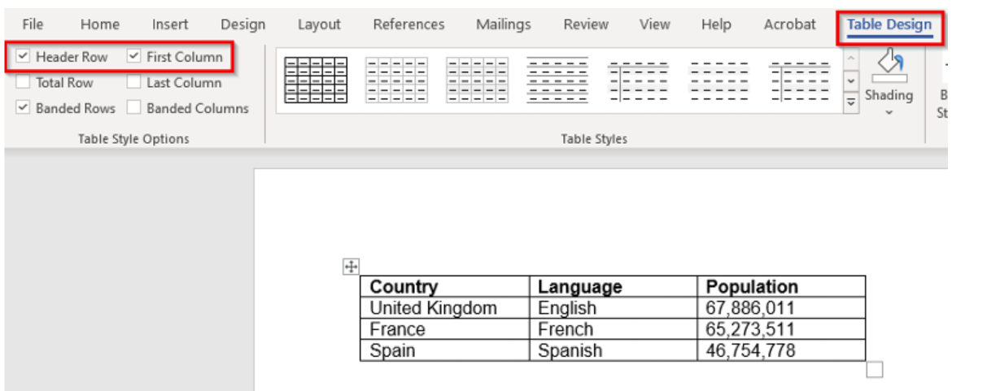 File Home Insert Design Layout References Mailings Review View Help Acrobat Table Design
Header Row First Column
Total Row Last Column
Banded Rows Banded Columns
Table Style Options
Table Styles
Shading
Country Language Population
United Kingdom English 67,886,011
France French 65,273,511
Spain Spanish 46,754,778